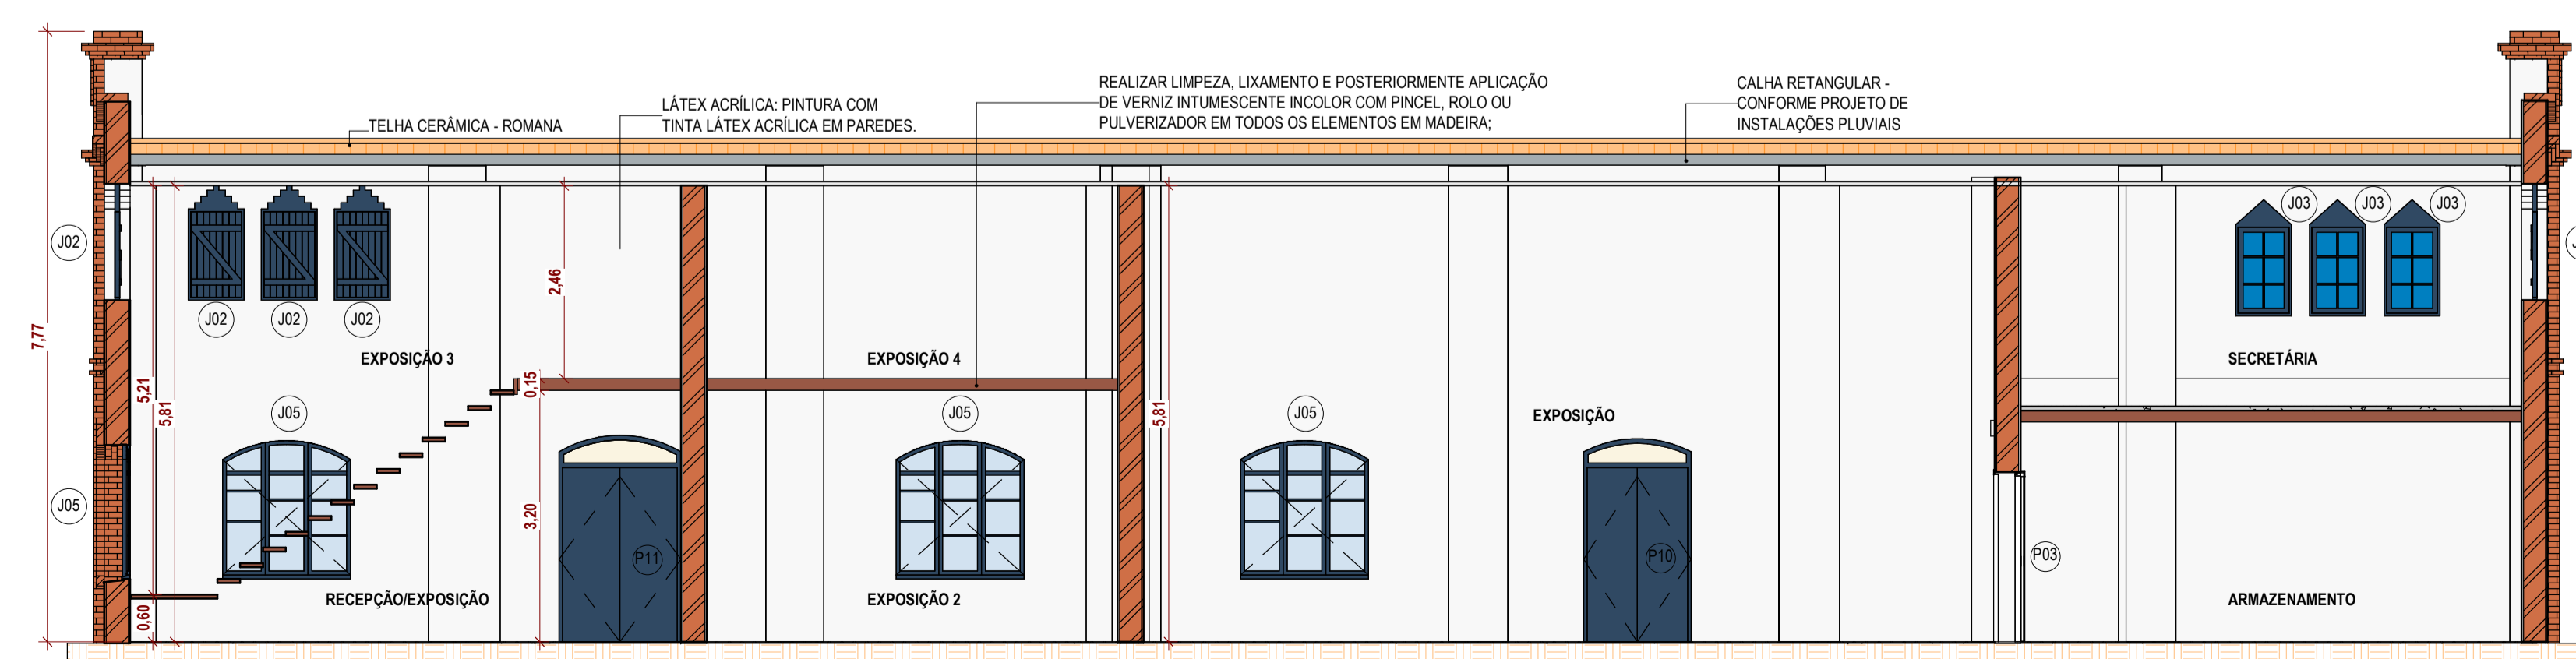 REALIZAR LIMPEZA, LIXAMENTO E POSTERIORMENTE APLICAÇÃO
DE VERNIZ INTUMESCENTE INCOLOR COM PINCEL, ROLO OU
PULVERIZADOR EM TODOS OS ELEMENTOS EM MADEIRA;
CALHA RETANGULAR -
CONFORME PROJETO DE
INSTALAÇÕES PLUVIAIS
LÁTEX ACRÍLICA: PINTURA COM
TINTA LÁTEX ACRÍLICA EM PAREDES.
TELHA CERÂMICA - ROMANA
J03
J03
J03
J02
J02
J02
J02
2,46
7,77
EXPOSIÇÃO 3
EXPOSIÇÃO 4
SECRETÁRIA
5,21
5,81
0,15
5,81
J05
J05
J05
EXPOSIÇÃO
J05
3,20
P11
P10
P03
RECEPÇÃO/EXPOSIÇÃO
EXPOSIÇÃO 2
ARMAZENAMENTO
0,60